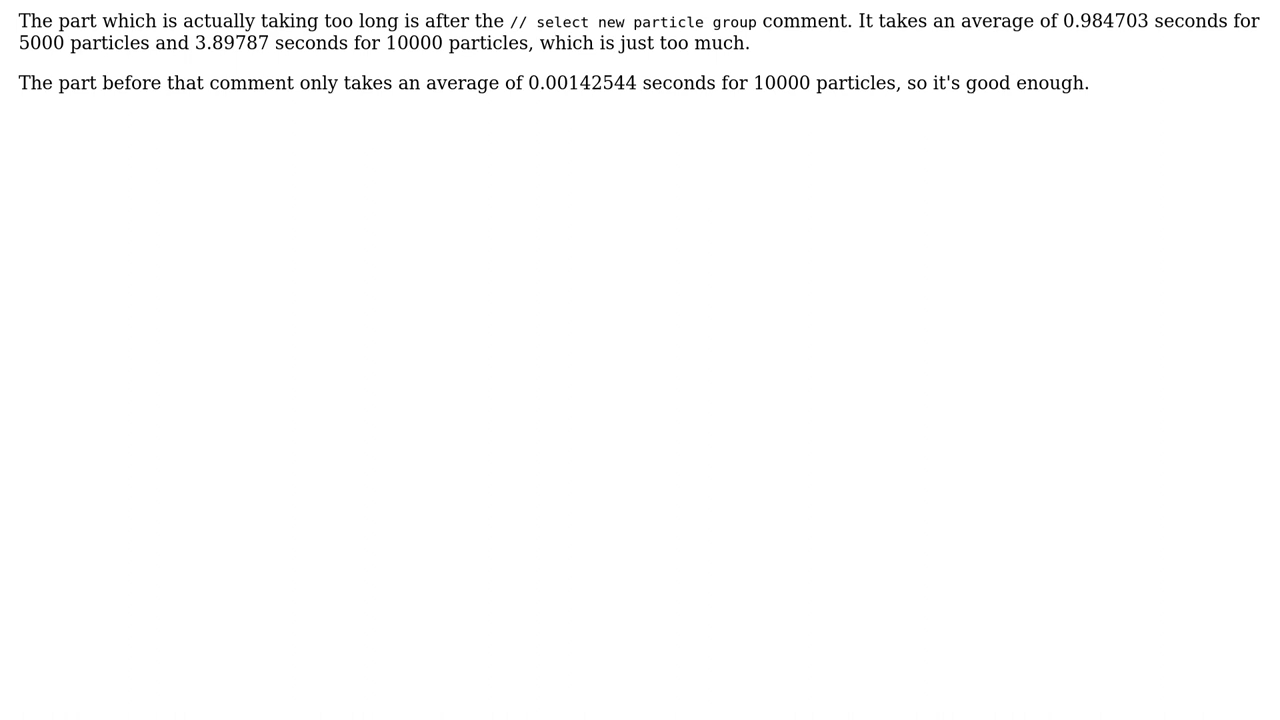 The part which is actually taking too long is after the // select new particle group comment. It takes an average of 0.984703 seconds for
5000 particles and 3.89787 seconds for 10000 particles, which is just too much.
The part before that comment only takes an average of 0.00142544 seconds for 10000 particles, so it's good enough.